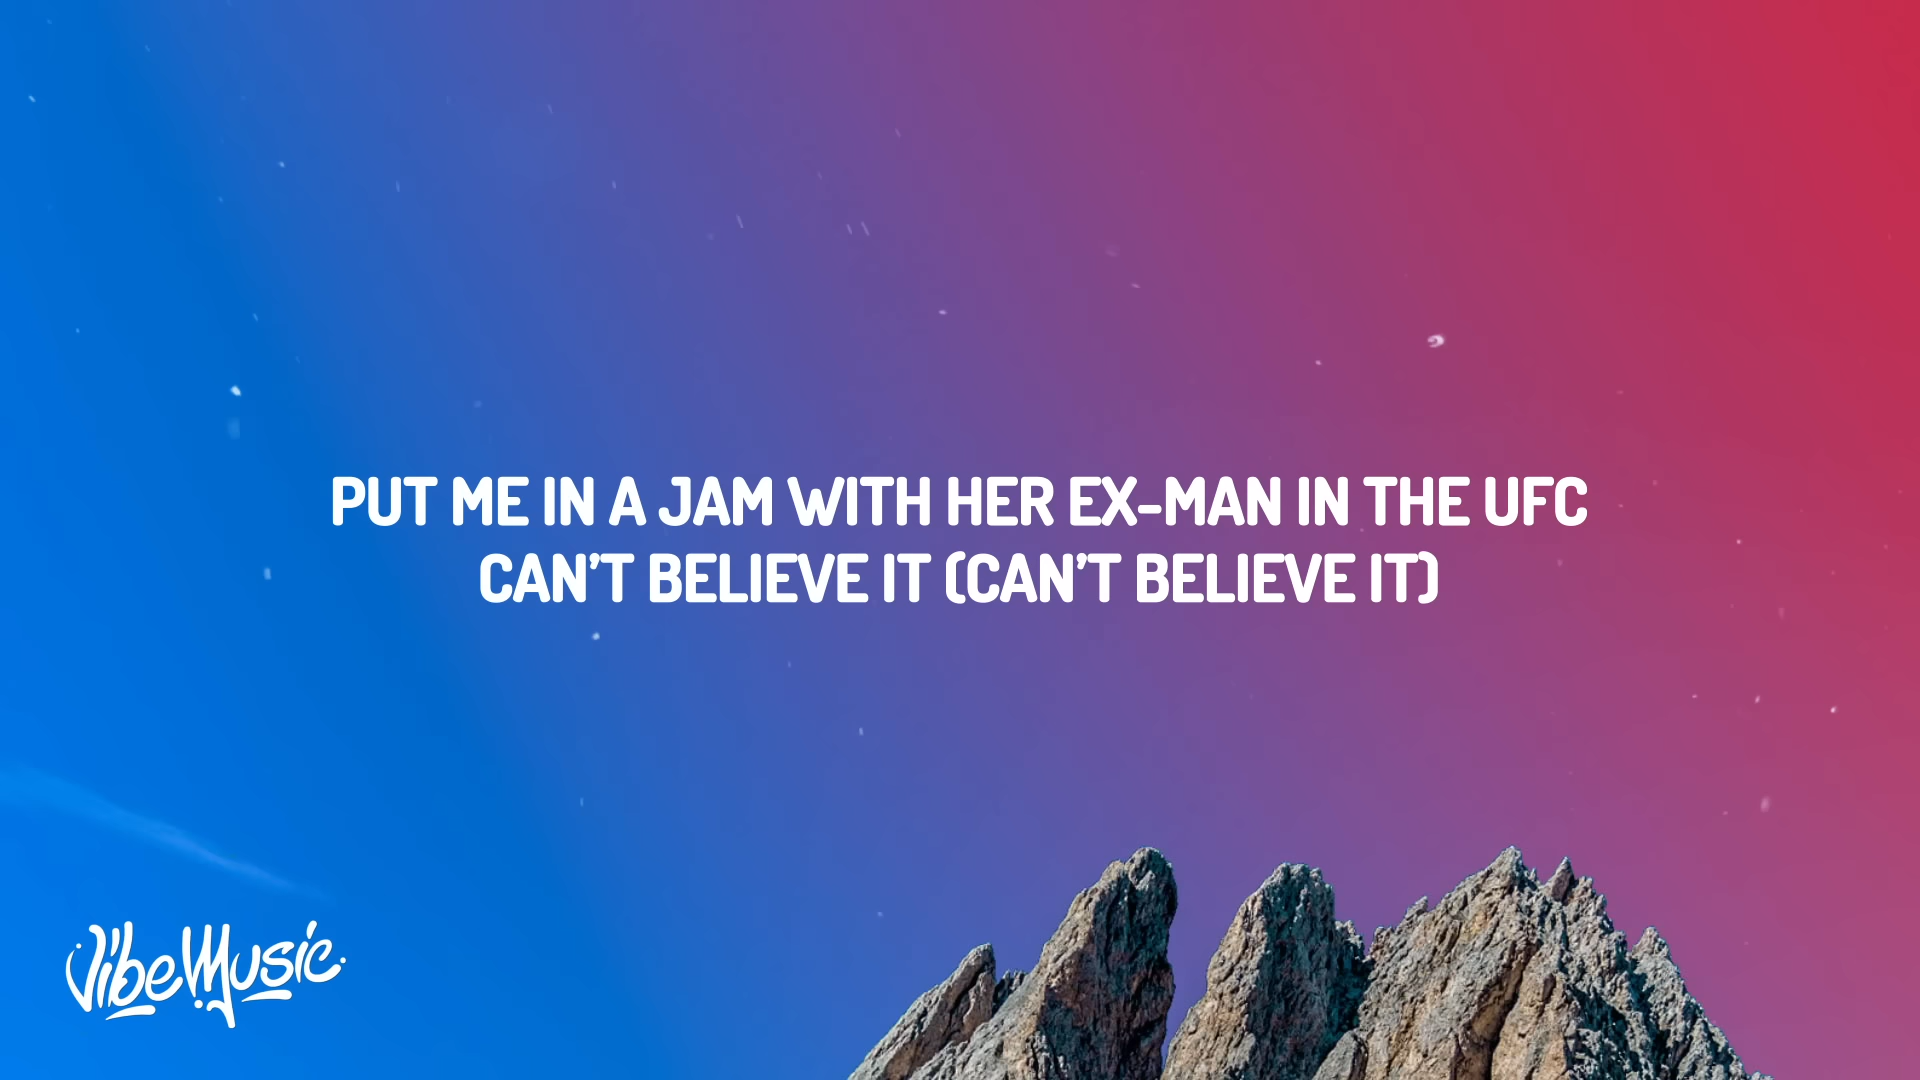 PUT ME IN A JAM WITH HER EX-MAN IN THE UFC
CAN'T BELIEVE IT (CAN'T BELIEVE IT)
VibeMusic.